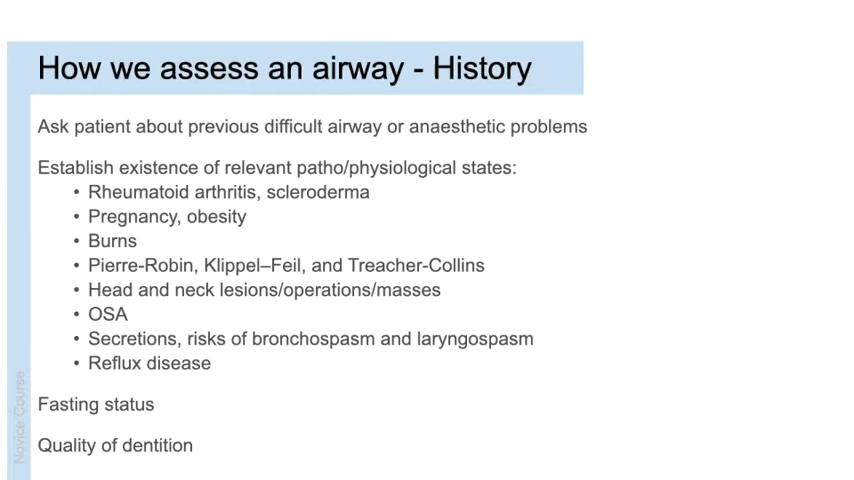 How we assess an airway - History
Ask patient about previous difficult airway or anaesthetic problems
Establish existence of relevant patho/physiological states:
• Rheumatoid arthritis, scleroderma
• Pregnancy, obesity
• Burns
• Pierre-Robin, Klippel–Feil, and Treacher-Collins
• Head and neck lesions/operations/masses
• OSA
• Secretions, risks of bronchospasm and laryngospasm
• Reflux disease
Fasting status
Quality of dentition
Novice Course